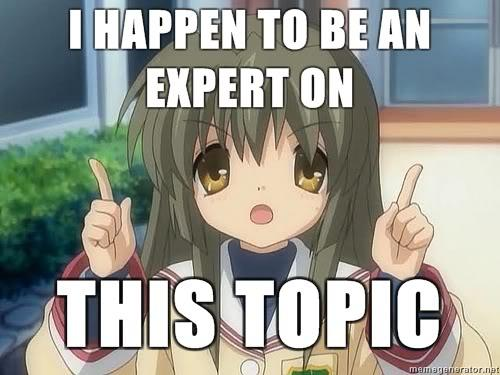 I HAPPEN TO BE AN
EXPERT ON
THIS TOPIC
memegenerator.net